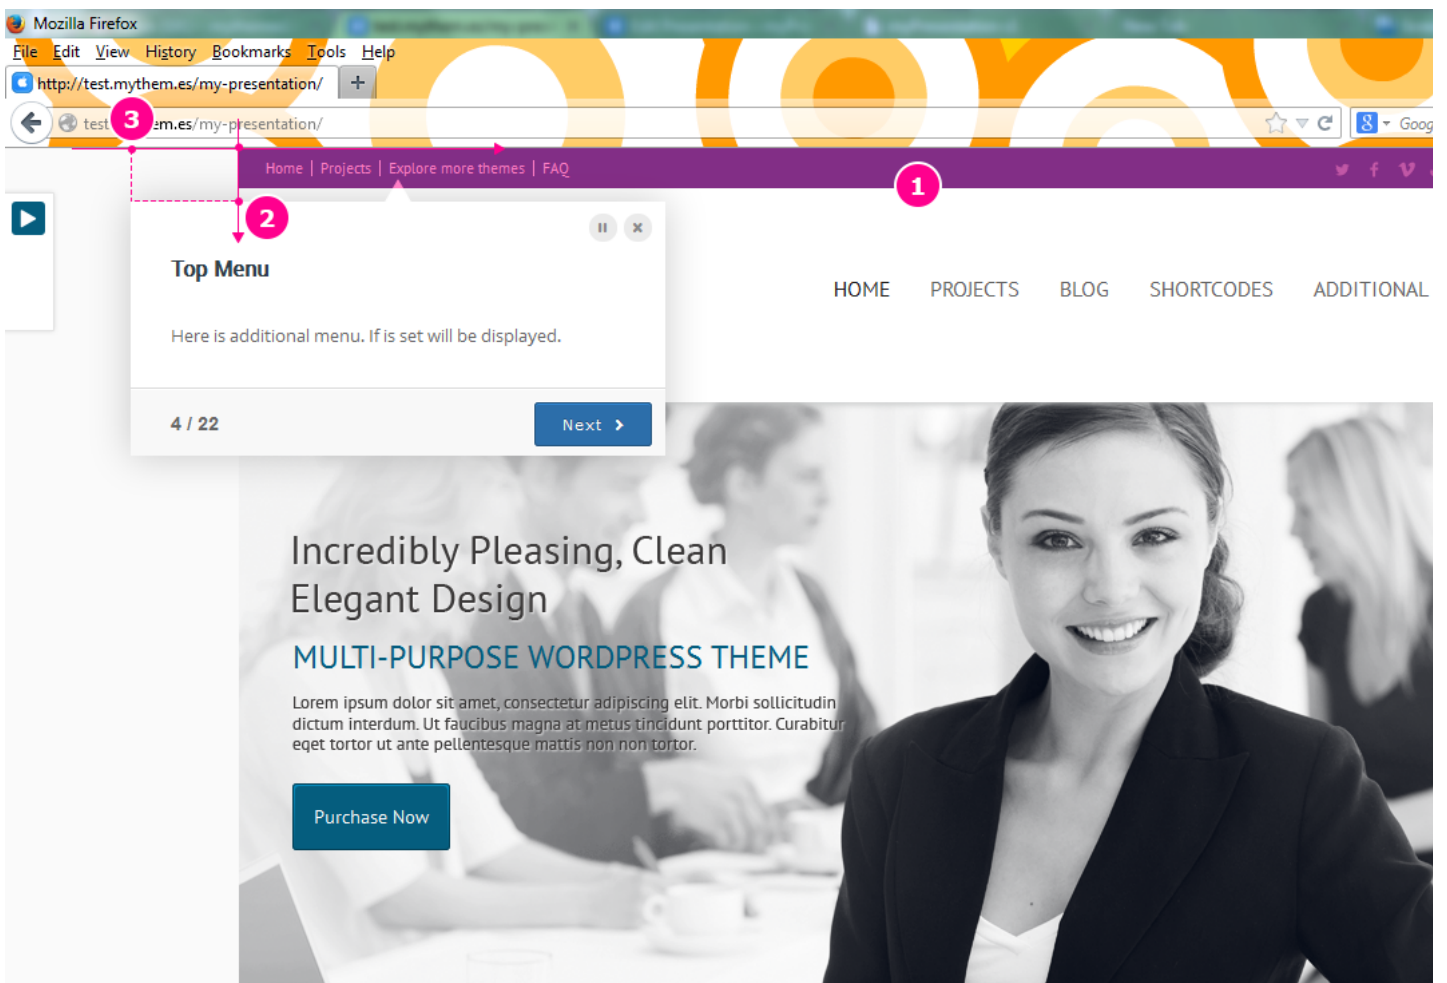 Mozilla Firefox
File Edit View History Bookmarks Tools Help
http://test.mythem.es/my-presentation/ +
test em.es/my-presentation/
8 Goog
3
Home | Projects | Explore more themes | FAQ
1
2
Top Menu
HOME PROJECTS BLOG SHORTCODES ADDITIONAL
Here is additional menu. If is set will be displayed.
4 / 22
Next
Incredibly Pleasing, Clean
Elegant Design
MULTI-PURPOSE WORDPRESS THEME
Lorem ipsum dolor sit amet, consectetur adipiscing elit. Morbi sollicitudin
dictum interdum. Ut faucibus magna at metus tincidunt porttitor. Curabitur
eget tortor ut ante pellentesque mattis non non tortor.
Purchase Now